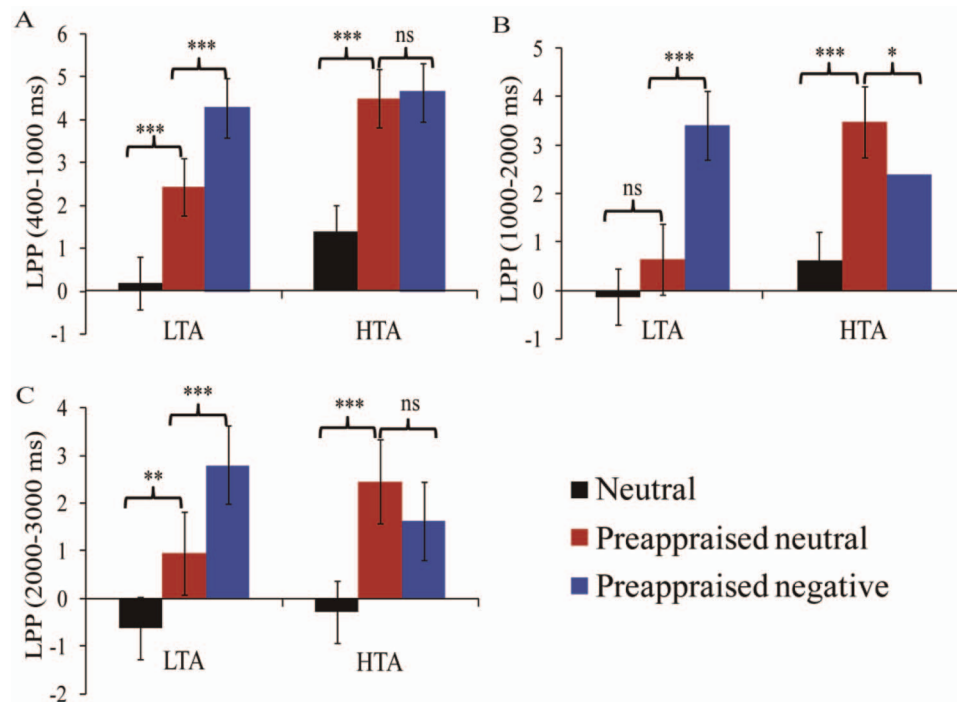 A
LPP (400-1000 ms)
6
5
4
3
2
1
0
-1
***
***
***
ns
LTA
HTA
B
LPP (1000-2000 ms)
5
4
3
2
1
0
-1
ns
***
***
*
LTA
HTA
C
LPP (2000-3000 ms)
4
3
2
1
0
-1
-2
**
***
***
ns
LTA
HTA
Neutral
Preappraised neutral
Preappraised negative